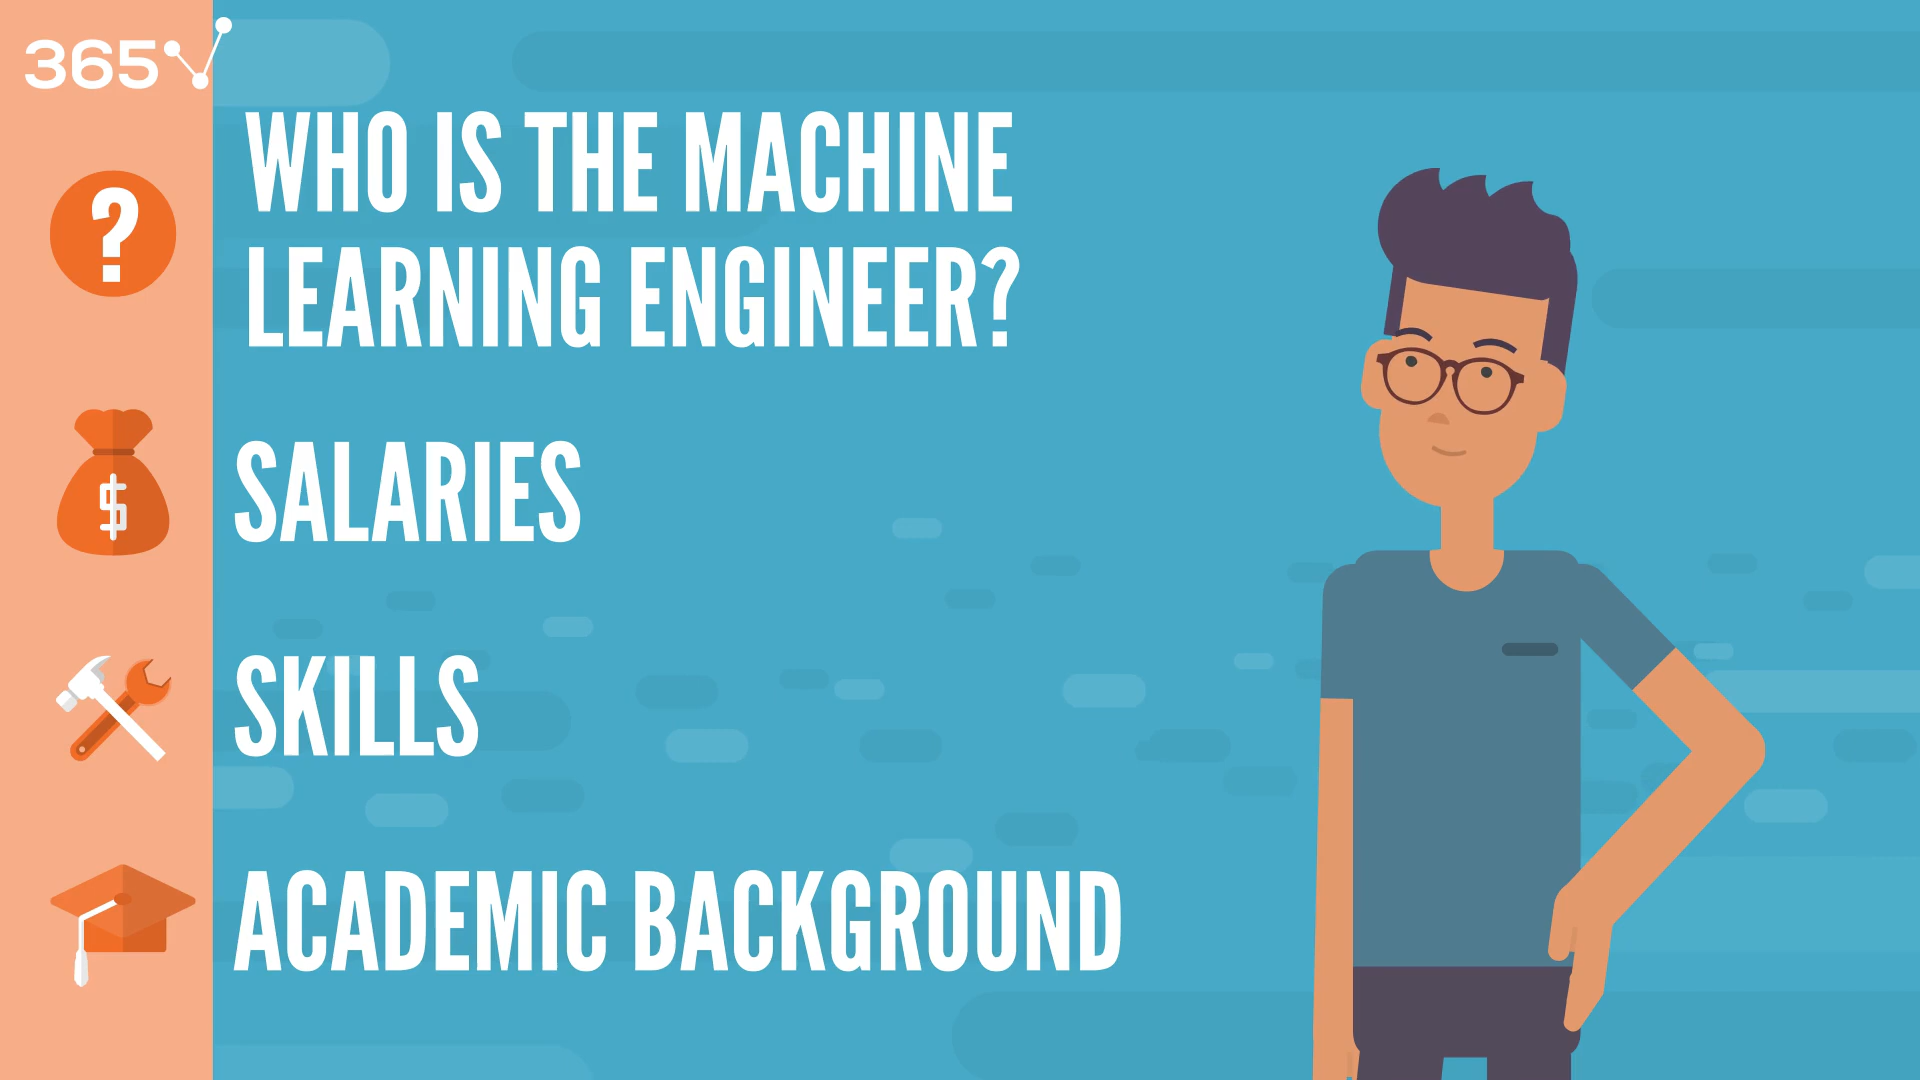 365
WHO IS THE MACHINE
LEARNING ENGINEER?
SALARIES
SKILLS
ACADEMIC BACKGROUND